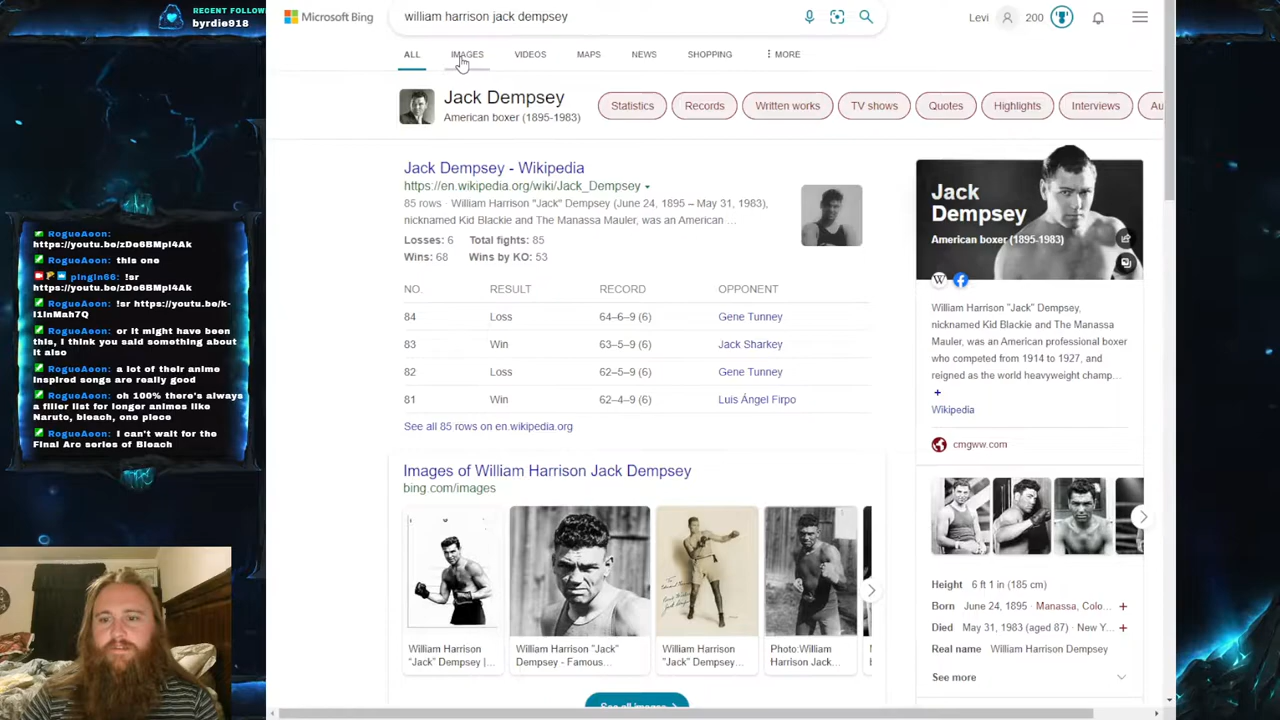 RECENT FOLLOW
byrdie918
RogueAeon:
https://youtu.be/zDe6BMpl4Ak
RogueAeon: this one
pingin66: !sr
https://youtu.be/zDe6BMpl4Ak
RogueAeon: !sr https://youtu.be/k-
I1InMah7Q
RogueAeon: or it might have been
this, I think you said something about
it also
RogueAeon: a lot of their anime
inspired songs are really good
RogueAeon: oh 100% there's always
a filler list for longer animes like
Naruto, bleach, one piece
RogueAeon: I can't wait for the
Final Arc series of Bleach
Microsoft Bing
william harrison jack dempsey
Levi
200
ALL
IMAGES
VIDEOS
MAPS
NEWS
SHOPPING
MORE
Jack Dempsey
American boxer (1895-1983)
Statistics
Records
Written works
TV shows
Quotes
Highlights
Interviews
Au
Jack Dempsey - Wikipedia
https://en.wikipedia.org/wiki/Jack_Dempsey
85 rows · William Harrison "Jack" Dempsey (June 24, 1895 – May 31, 1983),
nicknamed Kid Blackie and The Manassa Mauler, was an American ...
Losses: 6 Total fights: 85
Wins: 68 Wins by KO: 53
NO. RESULT RECORD OPPONENT
84 Loss 64–6–9 (6) Gene Tunney
83 Win 63–5–9 (6) Jack Sharkey
82 Loss 62–5–9 (6) Gene Tunney
81 Win 62–4–9 (6) Luis Ángel Firpo
See all 85 rows on en.wikipedia.org
Images of William Harrison Jack Dempsey
bing.com/images
William Harrison
"Jack" Dempsey |...
William Harrison "Jack"
Dempsey - Famous...
William Harrison
"Jack" Dempsey...
Photo:William
Harrison Jack...
See all images
Jack
Dempsey
American boxer (1895-1983)
W
William Harrison "Jack" Dempsey,
nicknamed Kid Blackie and The Manassa
Mauler, was an American professional boxer
who competed from 1914 to 1927, and
reigned as the world heavyweight champ...
+
Wikipedia
cmgww.com
Height 6 ft 1 in (185 cm)
Born June 24, 1895 · Manassa, Colo... +
Died May 31, 1983 (aged 87) · New Y... +
Real name William Harrison Dempsey
See more